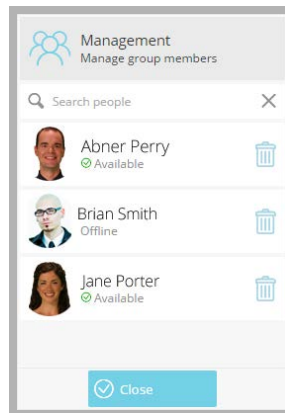 Management
Manage group members
Search people
Abner Perry
Available
Brian Smith
Offline
Jane Porter
Available
Close